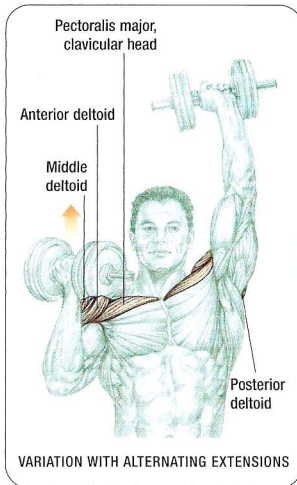 Pectoralis major,
clavicular head
Anterior deltoid
Middle
deltoid
Posterior
deltoid
VARIATION WITH ALTERNATING EXTENSIONS